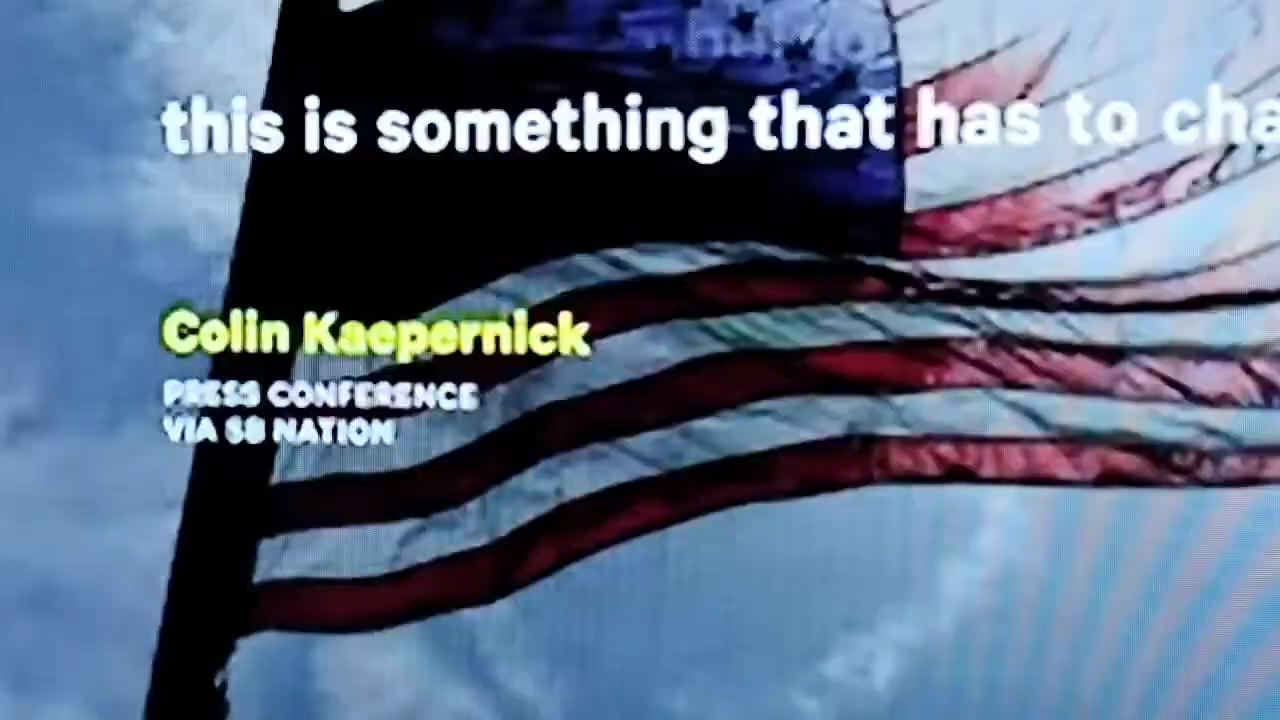 this is something that has to cha
Colin Kaepernick
PRESS CONFERENCE
VIA SB NATION